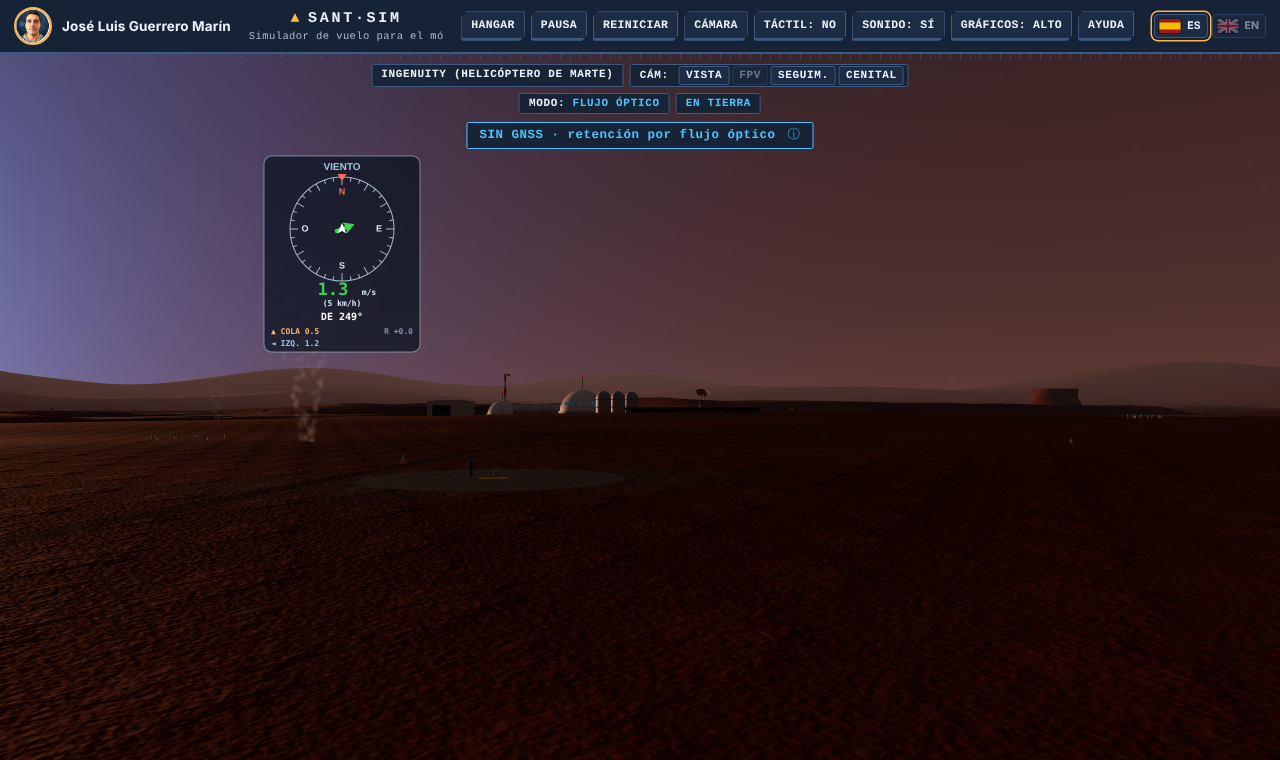 José Luis Guerrero Marín
▲ SANT·SIM
Simulador de vuelo para el mó
HANGAR
PAUSA
REINICIAR
CÁMARA
TÁCTIL: NO
SONIDO: SÍ
GRÁFICOS: ALTO
AYUDA
ES
EN
INGENUITY (HELICÓPTERO DE MARTE)
CÁM: VISTA FPV SEGUIM. CENITAL
MODO: FLUJO ÓPTICO
EN TIERRA
SIN GNSS · retención por flujo óptico ⓘ
VIENTO
N
O E
S
1.3 m/s
(5 km/h)
DE 249°
▲ COLA 0.5 R +0.0
◄ IZQ. 1.2